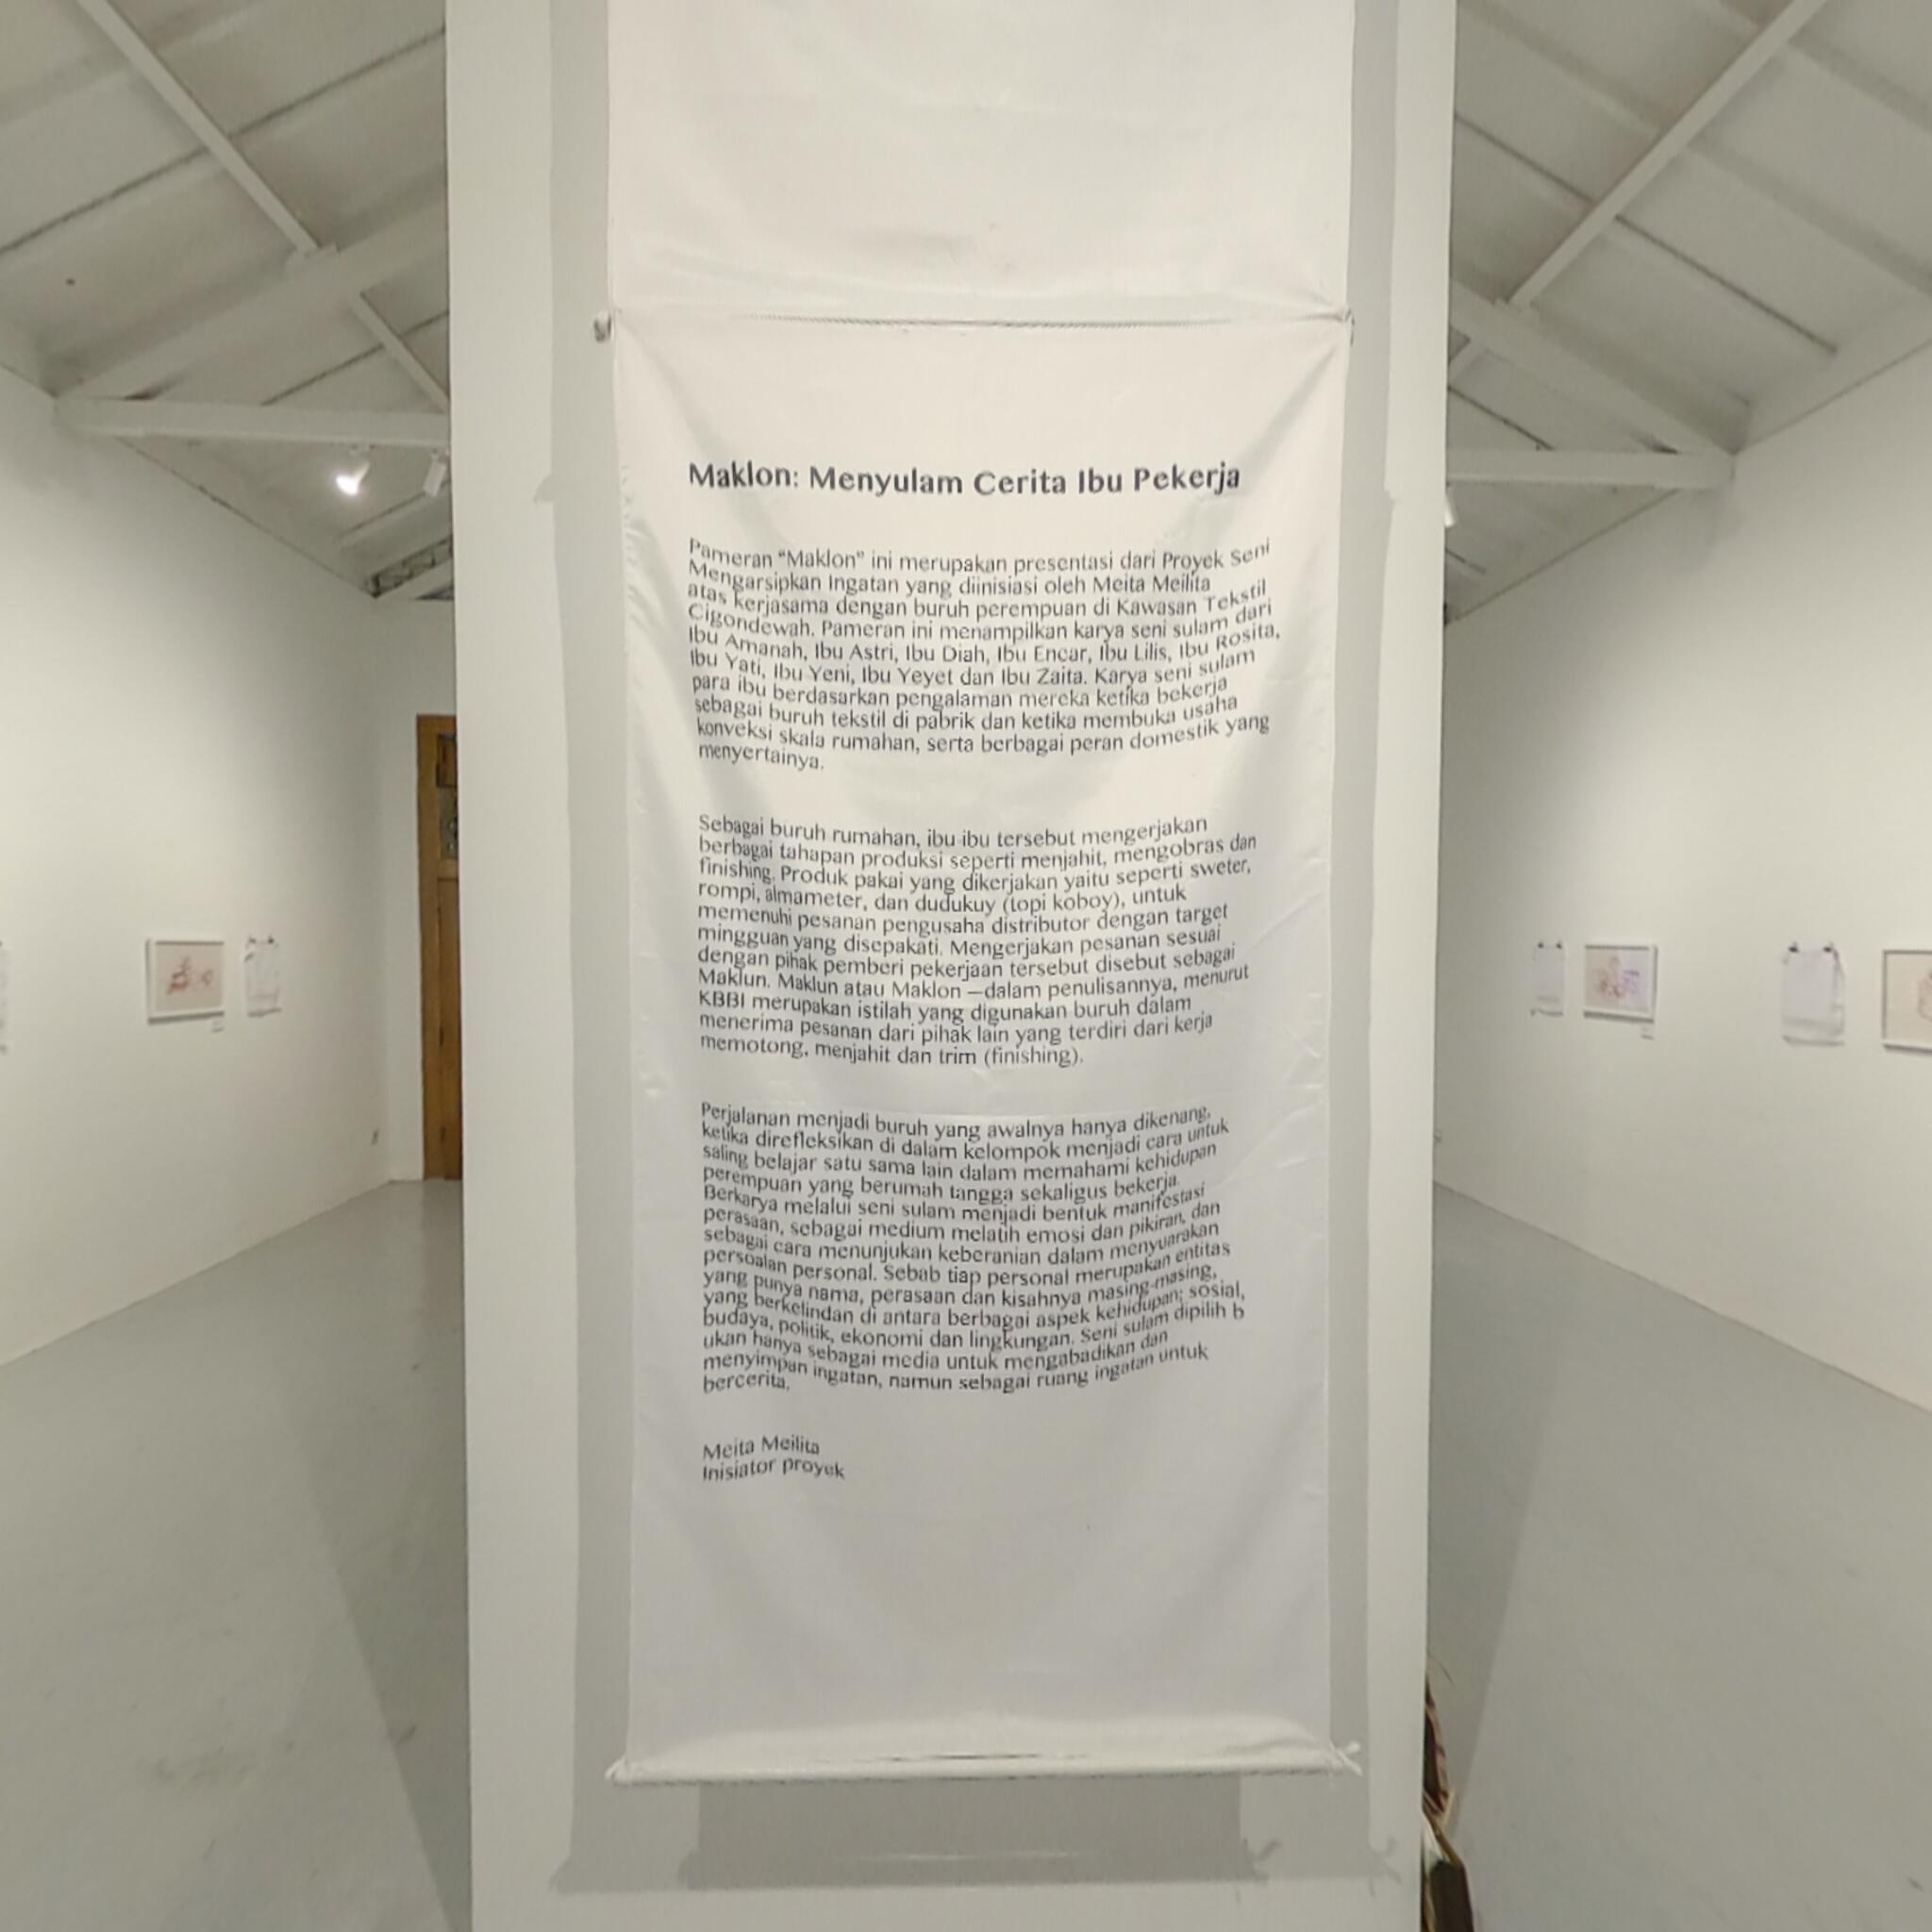 Maklon: Menyulam Cerita Ibu Pekerja
Pameran “Maklon” ini merupakan presentasi dari Proyek Seni
Mengarsipkan Ingatan yang diinisiasi oleh Meita Meilita
atas kerjasama dengan buruh perempuan di Kawasan Tekstil
Cigondewah. Pameran ini menampilkan karya seni sulam dari
Ibu Amanah, Ibu Astri, Ibu Diah, Ibu Encar, Ibu Lilis, Ibu Rosita,
Ibu Yati, Ibu Yeni, Ibu Yeyet dan Ibu Zaita. Karya seni sulam
para ibu berdasarkan pengalaman mereka ketika bekerja
sebagai buruh tekstil di pabrik dan ketika membuka usaha
konveksi skala rumahan, serta berbagai peran domestik yang
menyertainya.
Sebagai buruh rumahan, ibu-ibu tersebut mengerjakan
berbagai tahapan produksi seperti menjahit, mengobras dan
finishing. Produk pakai yang dikerjakan yaitu seperti sweter,
rompi, almameter, dan dudukuy (topi koboy), untuk
memenuhi pesanan pengusaha distributor dengan target
mingguan yang disepakati. Mengerjakan pesanan sesuai
dengan pihak pemberi pekerjaan tersebut disebut sebagai
Maklun. Maklun atau Maklon —dalam penulisannya, menurut
KBBI merupakan istilah yang digunakan buruh dalam
menerima pesanan dari pihak lain yang terdiri dari kerja
memotong, menjahit dan trim (finishing).
Perjalanan menjadi buruh yang awalnya hanya dikenang,
ketika direfleksikan di dalam kelompok menjadi cara untuk
saling belajar satu sama lain dalam memahami kehidupan
perempuan yang berumah tangga sekaligus bekerja.
Berkarya melalui seni sulam menjadi bentuk manifestasi
perasaan, sebagai medium melatih emosi dan pikiran, dan
sebagai cara menunjukan keberanian dalam menyuarakan
persoalan personal. Sebab tiap personal merupakan entitas
yang punya nama, perasaan dan kisahnya masing-masing,
yang berkelindan di antara berbagai aspek kehidupan; sosial,
budaya, politik, ekonomi dan lingkungan. Seni sulam dipilih b
ukan hanya sebagai media untuk mengabadikan dan
menyimpan ingatan, namun sebagai ruang ingatan untuk
bercerita.
Meita Meilita
Inisiator proyek